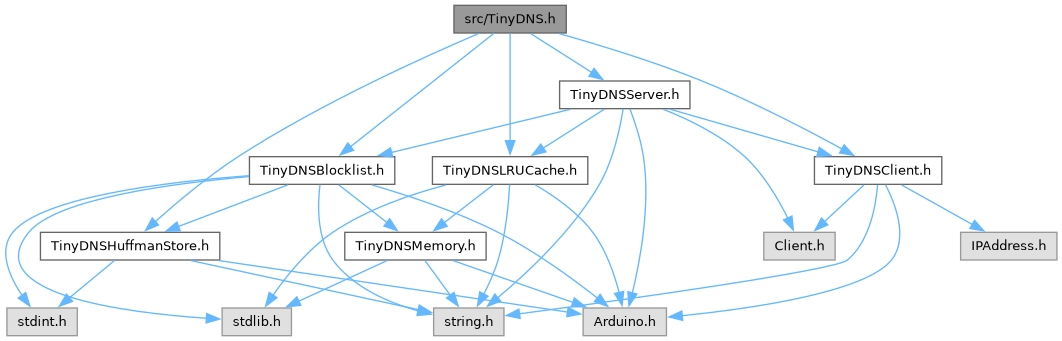 src/TinyDNS.h
TinyDNSServer.h
TinyDNSBlocklist.h
TinyDNSLRUCache.h
TinyDNSClient.h
TinyDNSHuffmanStore.h
TinyDNSMemory.h
Client.h
IPAddress.h
stdint.h
stdlib.h
string.h
Arduino.h